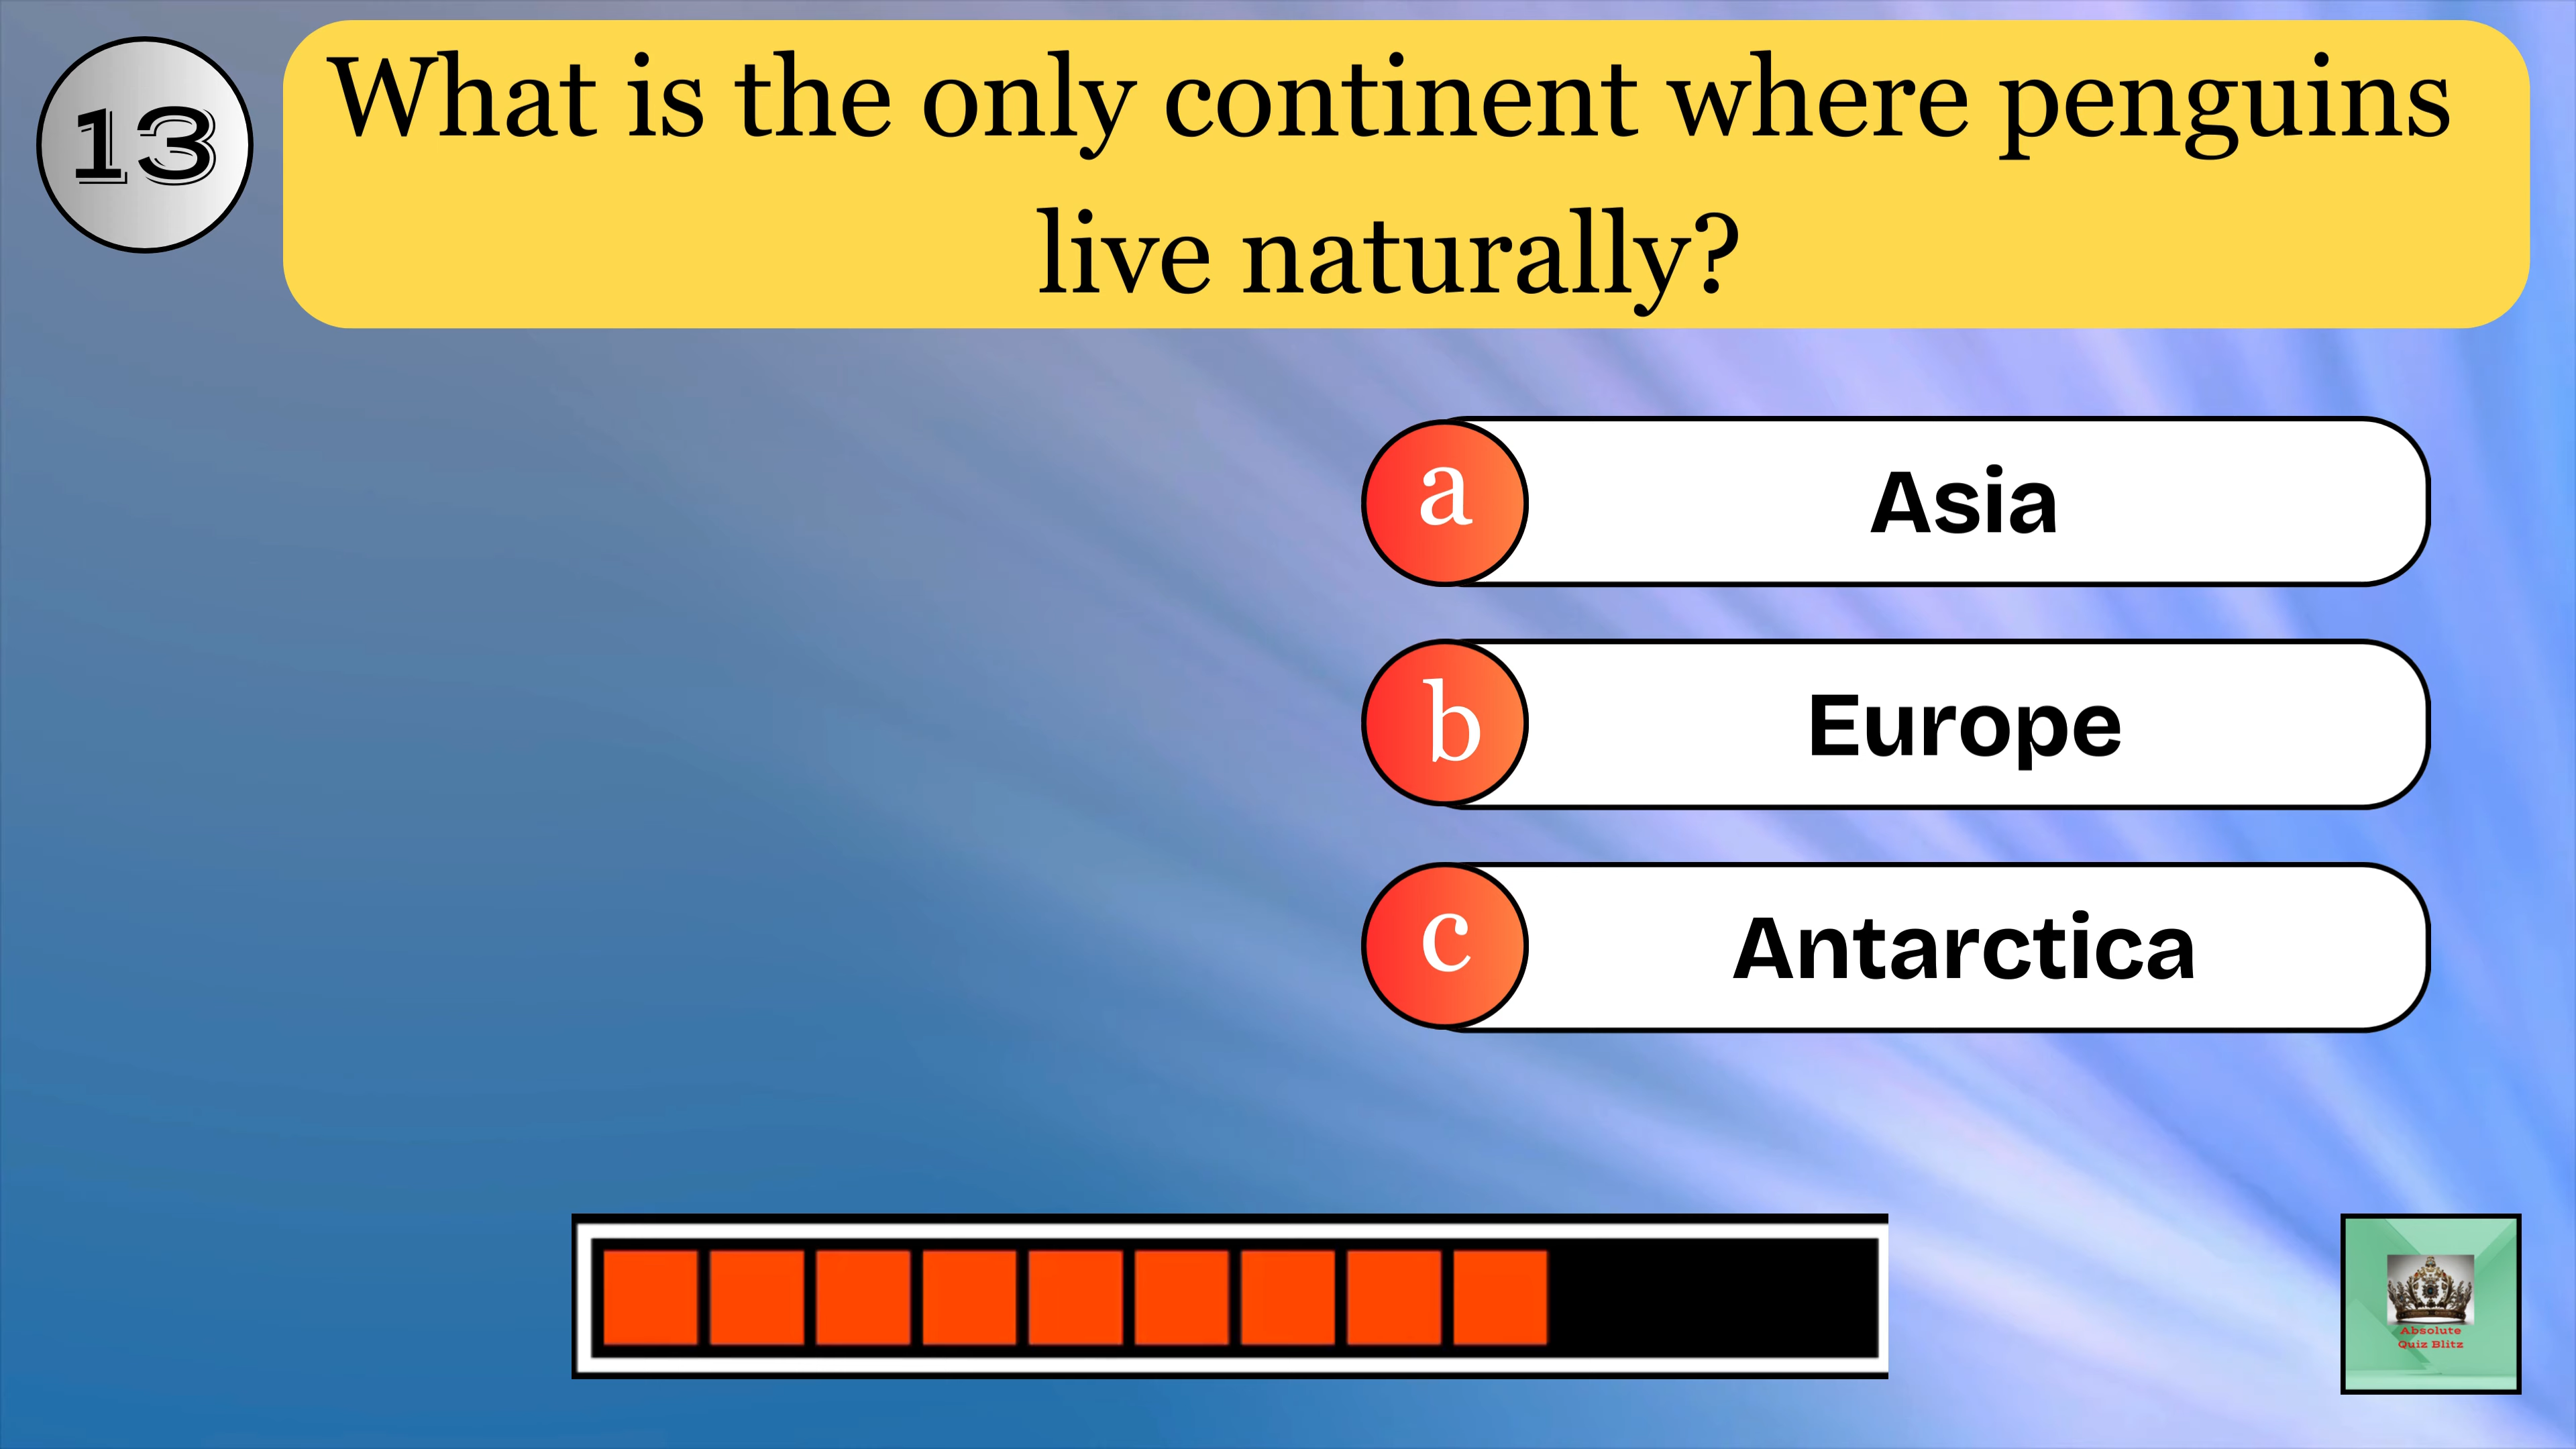 13
What is the only continent where penguins
live naturally?
a
Asia
b
Europe
c
Antarctica
Absolute
Quiz Blitz